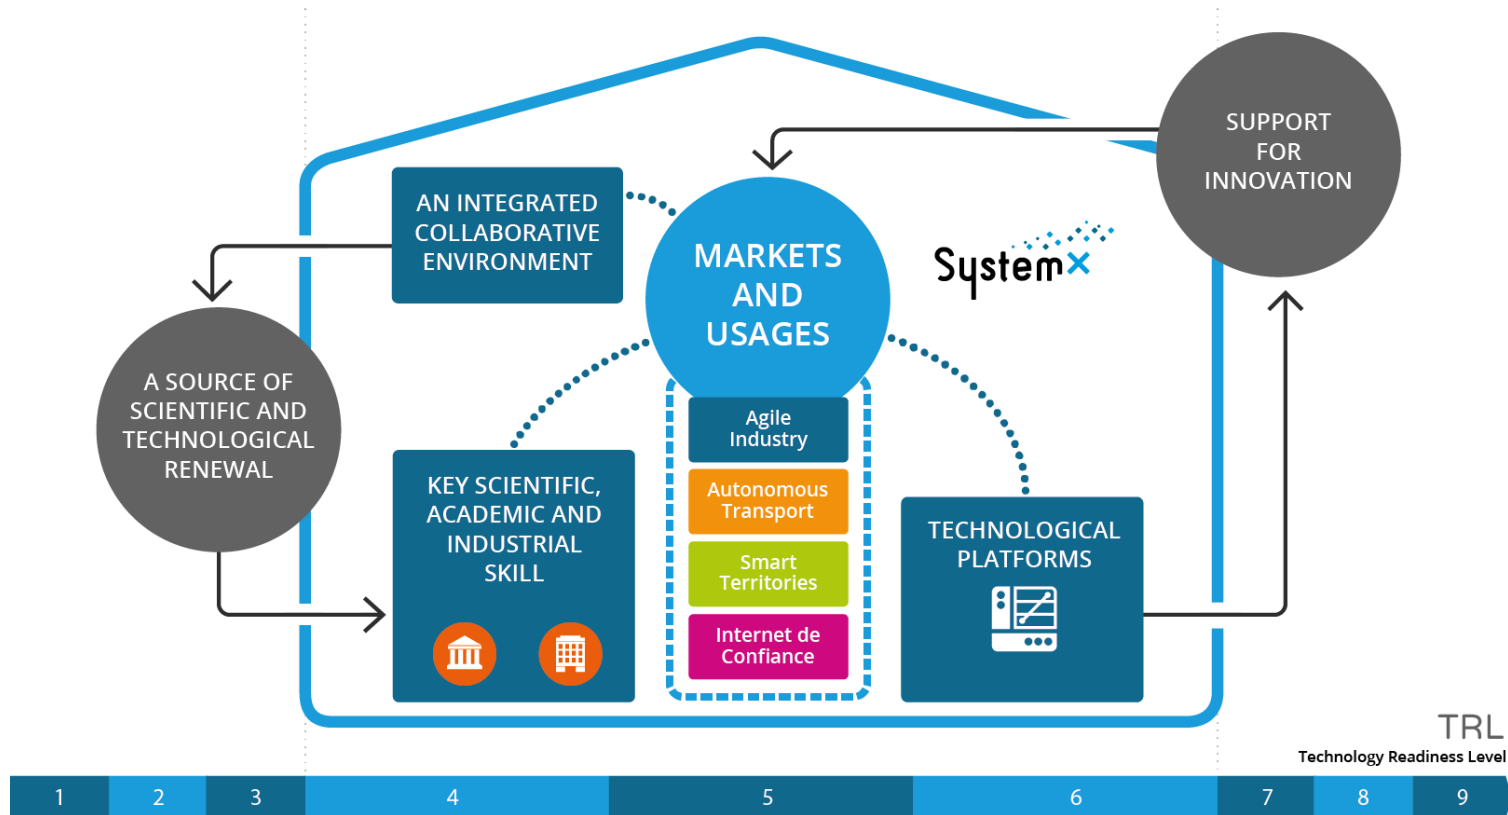 SUPPORT
FOR
INNOVATION
AN INTEGRATED
COLLABORATIVE
ENVIRONMENT
MARKETS
AND
USAGES
SystemX
A SOURCE OF
SCIENTIFIC AND
TECHNOLOGICAL
RENEWAL
Agile
Industry
Autonomous
Transport
Smart
Territories
Internet de
Confiance
KEY SCIENTIFIC,
ACADEMIC AND
INDUSTRIAL
SKILL
TECHNOLOGICAL
PLATFORMS
TRL
Technology Readiness Level
1 2 3 4 5 6 7 8 9